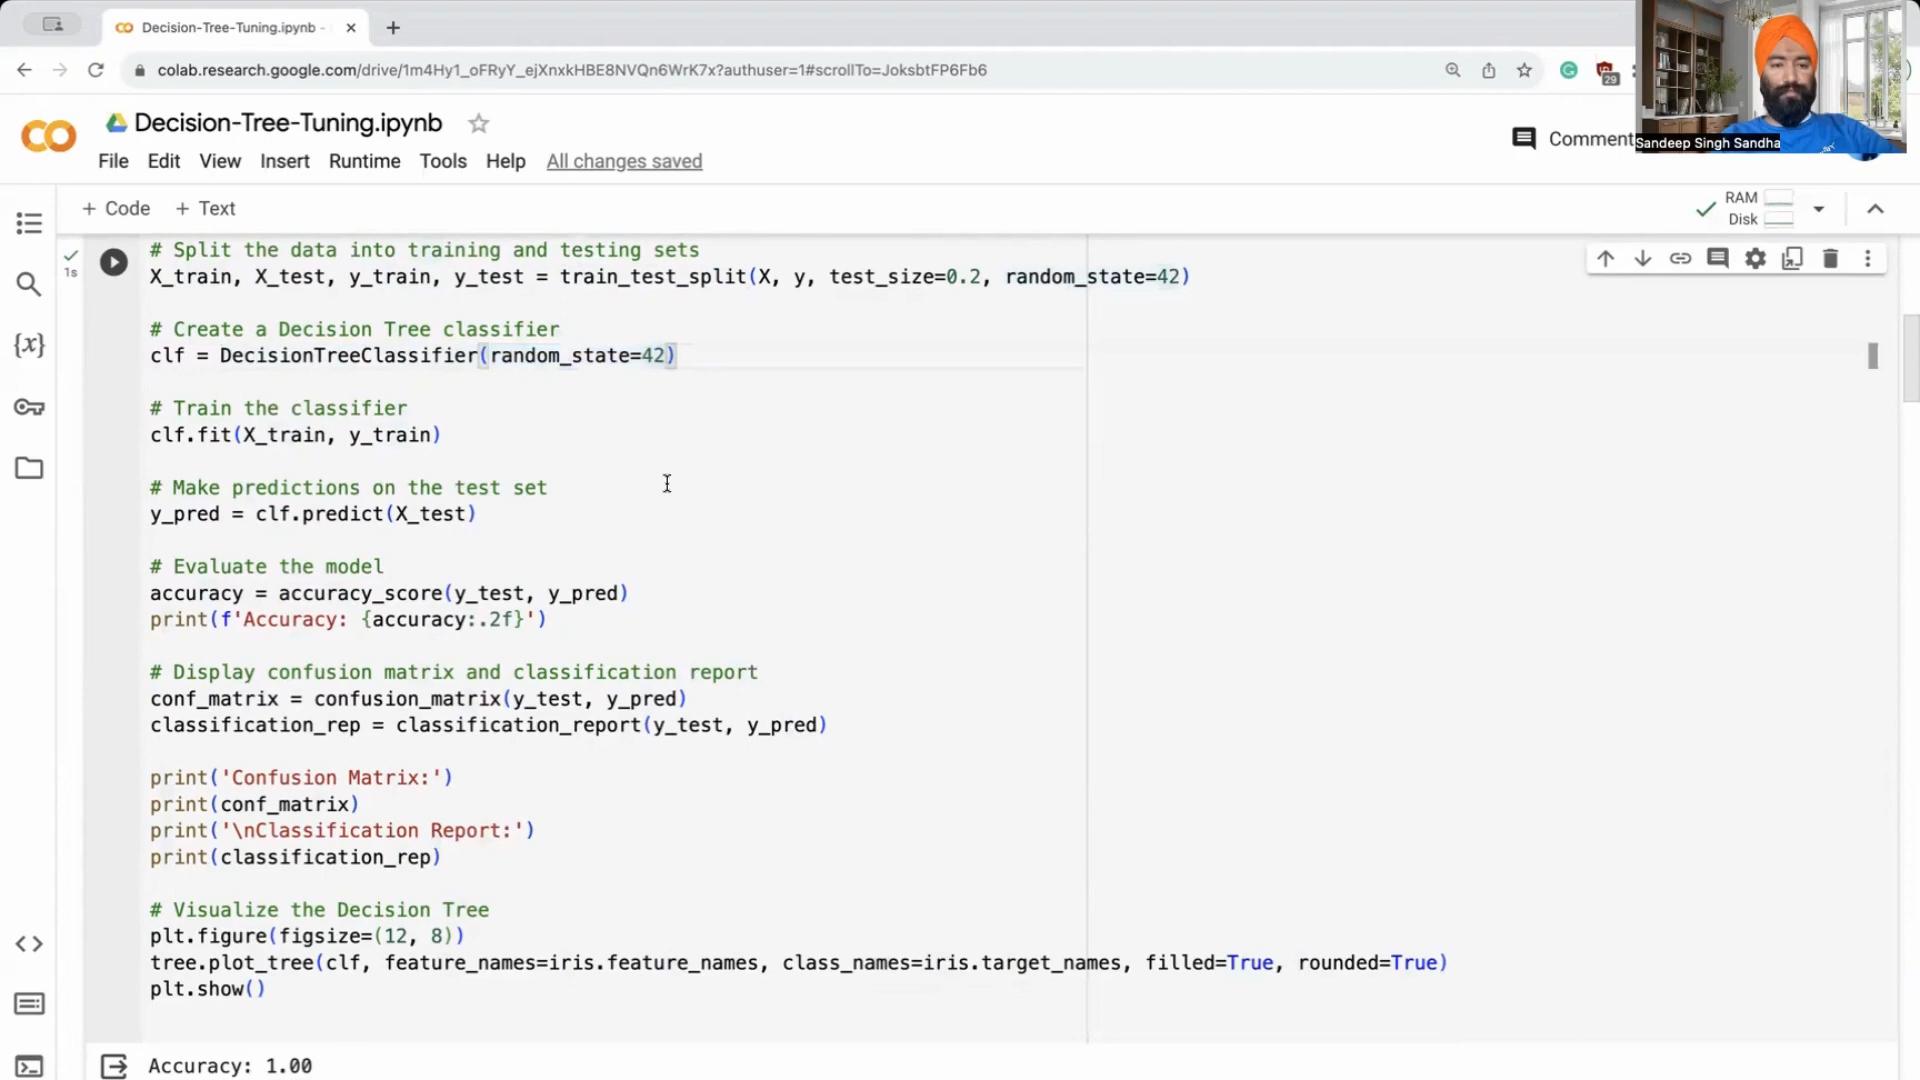 Decision-Tree-Tuning.ipynb -
colab.research.google.com/drive/1m4Hy1_oFRyY_ejXnxkHBE8NVQn6WrK7x?authuser=1#scrollTo=JoksbtFP6Fb6
29
Decision-Tree-Tuning.ipynb
Comment
Sandeep Singh Sandha
File Edit View Insert Runtime Tools Help All changes saved
+ Code + Text
RAM
Disk
{x}
1s
# Split the data into training and testing sets
X_train, X_test, y_train, y_test = train_test_split(X, y, test_size=0.2, random_state=42)
# Create a Decision Tree classifier
clf = DecisionTreeClassifier(random_state=42)
# Train the classifier
clf.fit(X_train, y_train)
# Make predictions on the test set
y_pred = clf.predict(X_test)
# Evaluate the model
accuracy = accuracy_score(y_test, y_pred)
print(f'Accuracy: {accuracy:.2f}')
# Display confusion matrix and classification report
conf_matrix = confusion_matrix(y_test, y_pred)
classification_rep = classification_report(y_test, y_pred)
print('Confusion Matrix:')
print(conf_matrix)
print('\nClassification Report:')
print(classification_rep)
# Visualize the Decision Tree
plt.figure(figsize=(12, 8))
tree.plot_tree(clf, feature_names=iris.feature_names, class_names=iris.target_names, filled=True, rounded=True)
plt.show()
Accuracy: 1.00